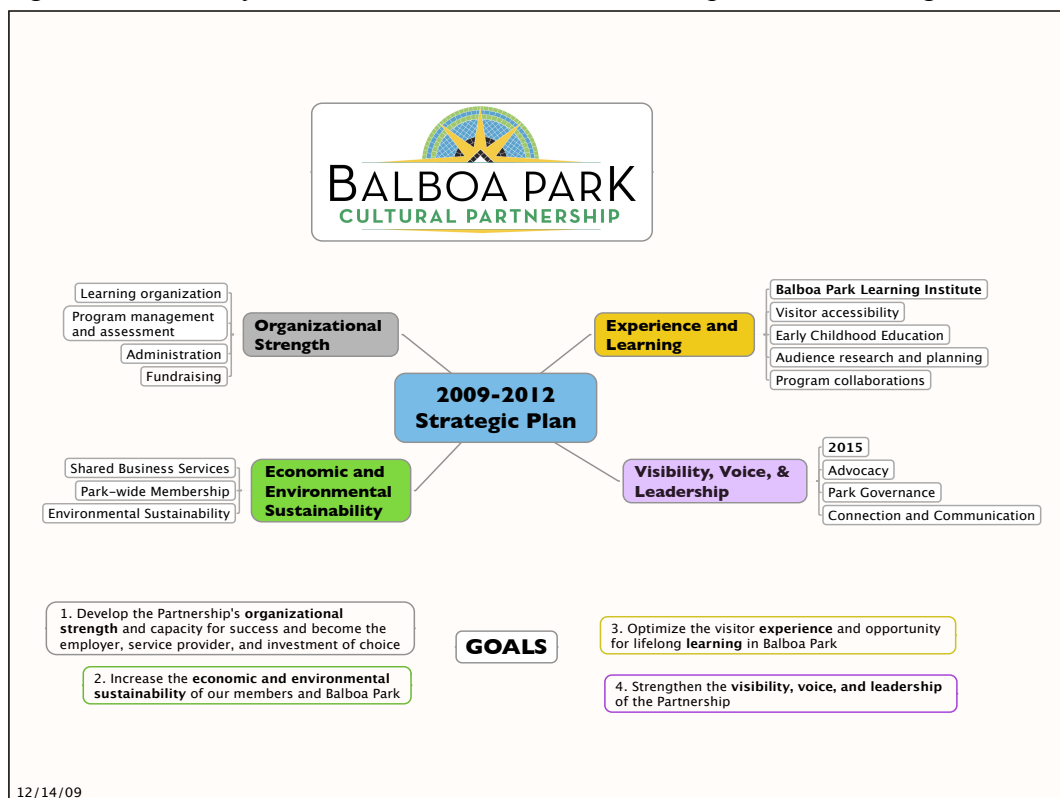 BALBOA PARK
CULTURAL PARTNERSHIP
Learning organization
Program management
and assessment
Administration
Fundraising
Organizational
Strength
Experience and
Learning
Balboa Park Learning Institute
Visitor accessibility
Early Childhood Education
Audience research and planning
Program collaborations
2009-2012
Strategic Plan
Shared Business Services
Park-wide Membership
Environmental Sustainability
Economic and
Environmental
Sustainability
Visibility, Voice, &
Leadership
2015
Advocacy
Park Governance
Connection and Communication
1. Develop the Partnership's organizational
strength and capacity for success and become the
employer, service provider, and investment of choice
2. Increase the economic and environmental
sustainability of our members and Balboa Park
GOALS
3. Optimize the visitor experience and opportunity
for lifelong learning in Balboa Park
4. Strengthen the visibility, voice, and leadership
of the Partnership
12/14/09